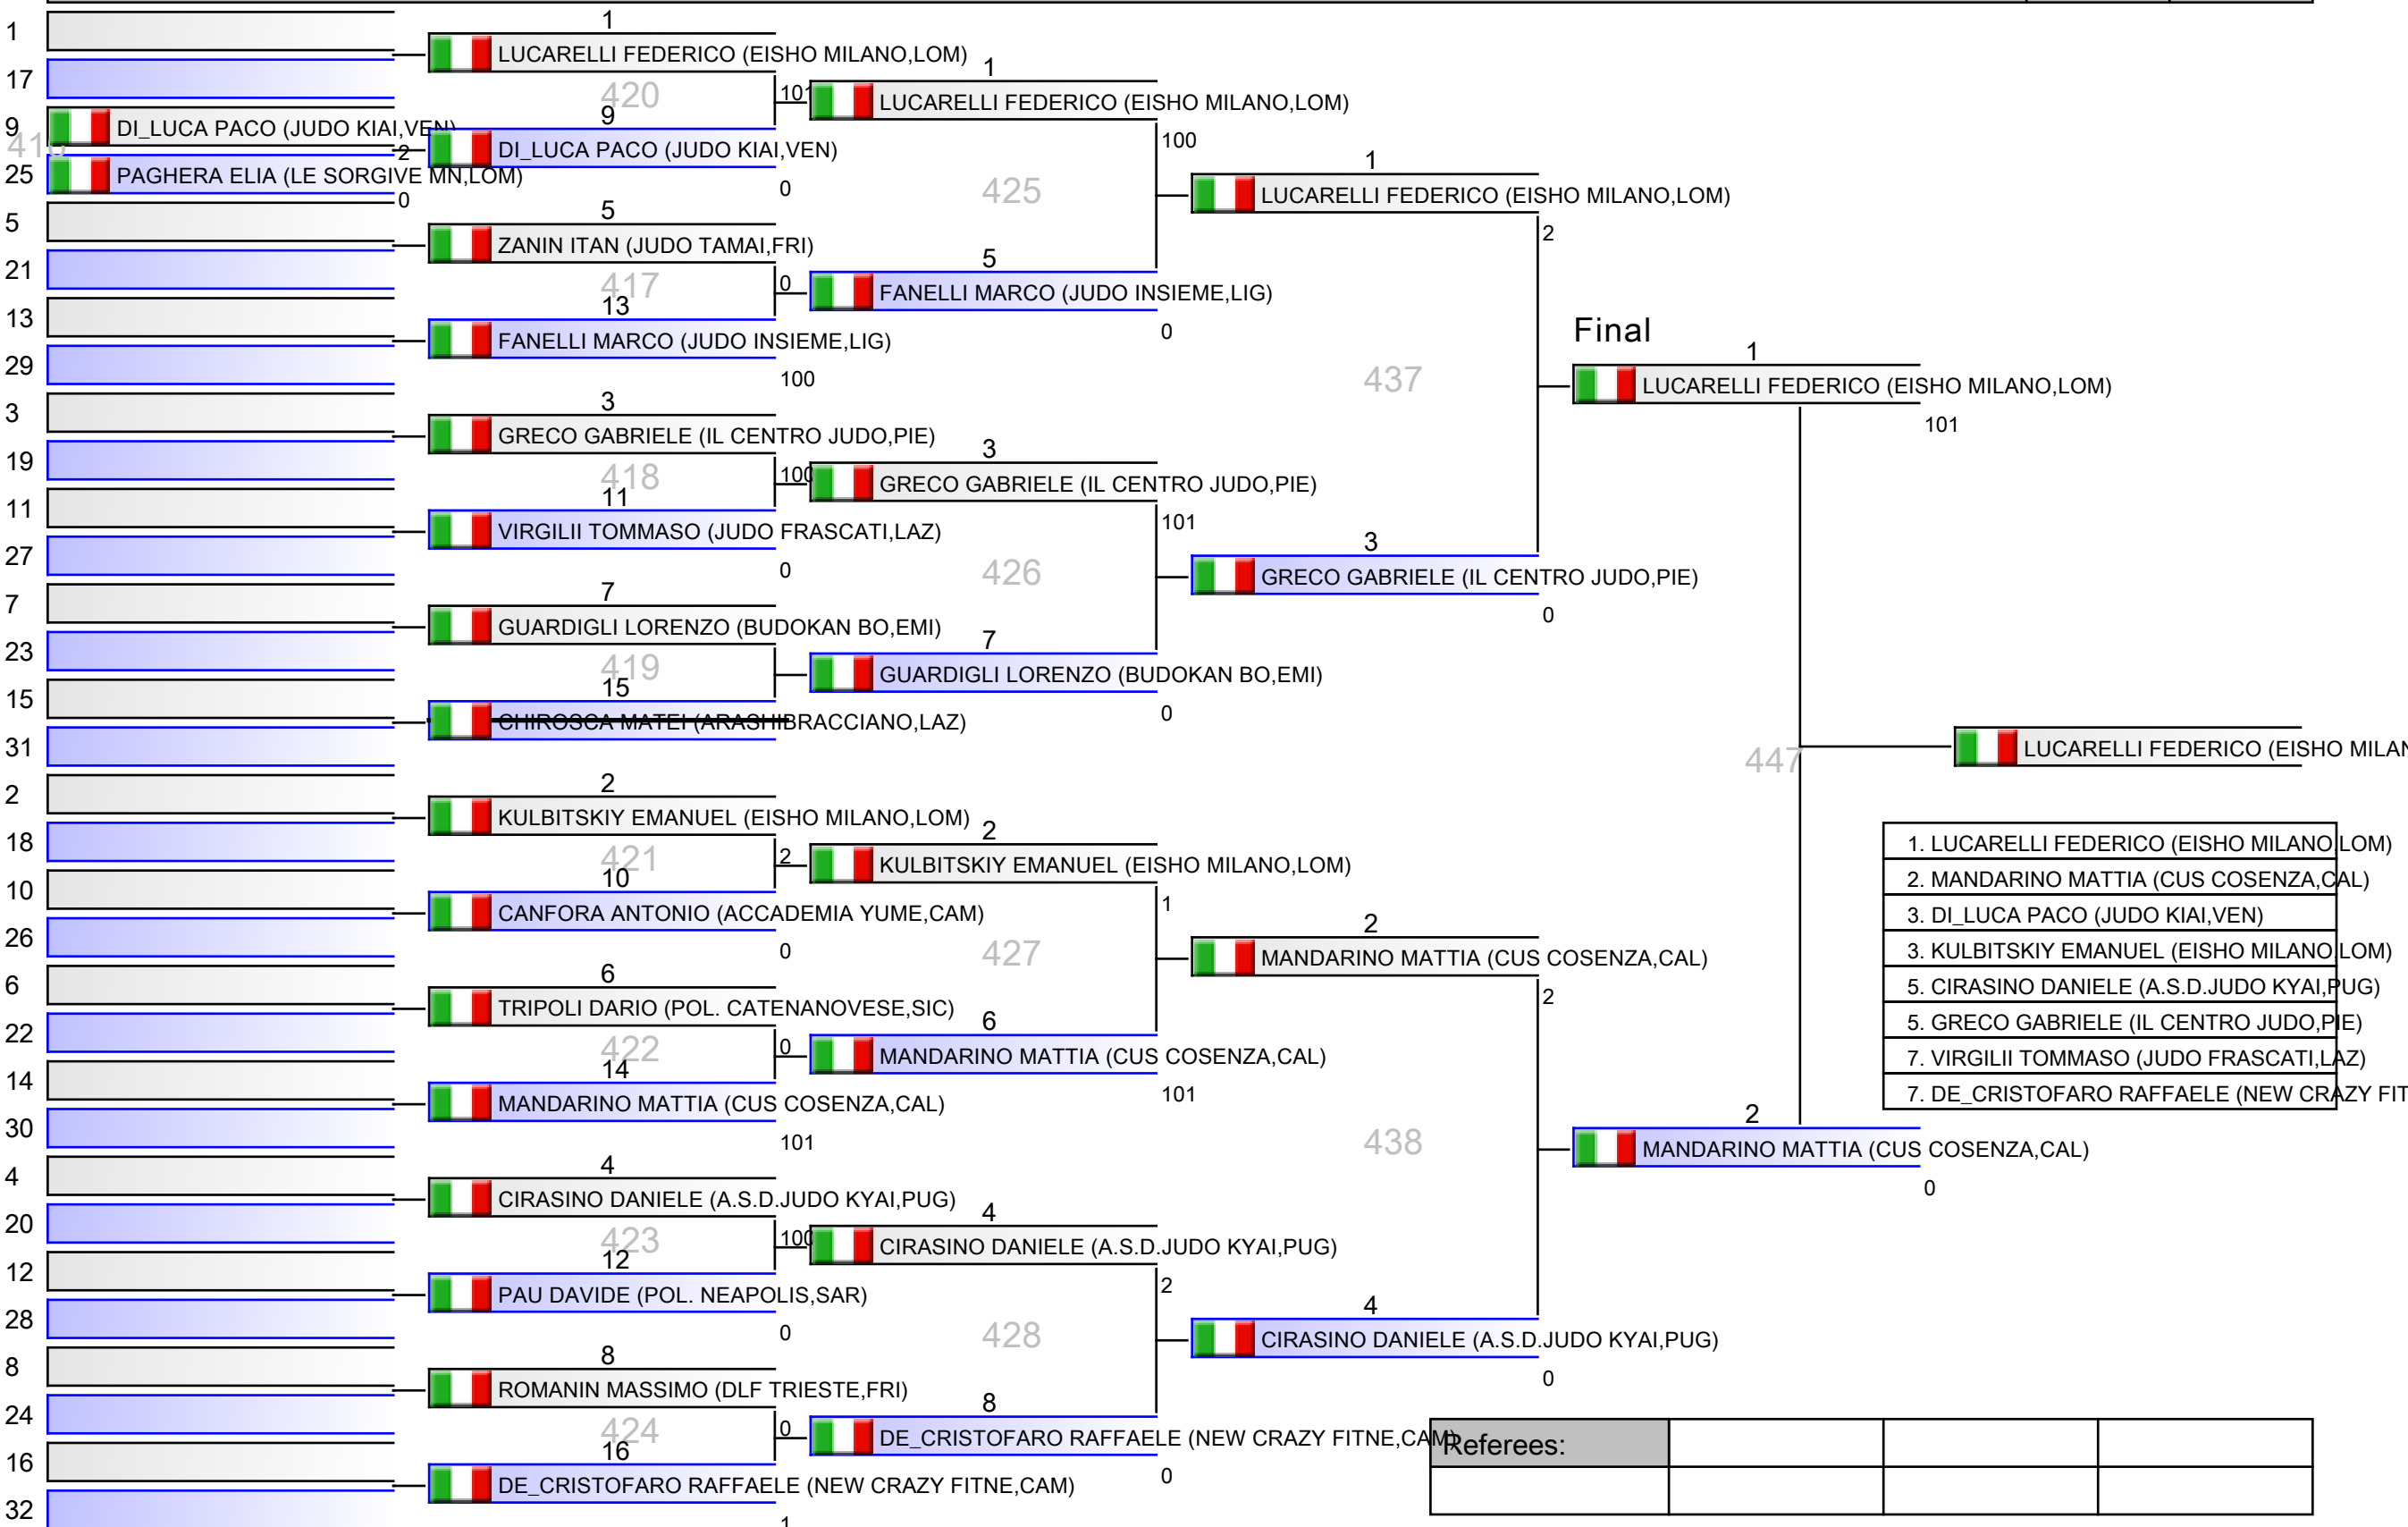 1
17
9
416
25
5
21
13
29
3
19
11
27
7
23
15
31
2
18
10
26
6
22
14
30
4
20
12
28
8
24
16
32
DI_LUCA PACO (JUDO KIAI,VEN)
2
PAGHERA ELIA (LE SORGIVE MN,LOM)
0
1
LUCARELLI FEDERICO (EISHO MILANO,LOM)
420
101
9
DI_LUCA PACO (JUDO KIAI,VEN)
0
5
ZANIN ITAN (JUDO TAMAI,FRI)
417
0
13
FANELLI MARCO (JUDO INSIEME,LIG)
100
3
GRECO GABRIELE (IL CENTRO JUDO,PIE)
418
100
11
VIRGILII TOMMASO (JUDO FRASCATI,LAZ)
0
7
GUARDIGLI LORENZO (BUDOKAN BO,EMI)
419
15
CHIROSCA MATEI (ARASHIBRACCIANO,LAZ)
2
KULBITSKIY EMANUEL (EISHO MILANO,LOM)
421
2
10
CANFORA ANTONIO (ACCADEMIA YUME,CAM)
0
6
TRIPOLI DARIO (POL. CATENANOVESE,SIC)
422
0
14
MANDARINO MATTIA (CUS COSENZA,CAL)
101
4
CIRASINO DANIELE (A.S.D.JUDO KYAI,PUG)
423
100
12
PAU DAVIDE (POL. NEAPOLIS,SAR)
0
8
ROMANIN MASSIMO (DLF TRIESTE,FRI)
424
0
16
DE_CRISTOFARO RAFFAELE (NEW CRAZY FITNE,CAM)
1
1
LUCARELLI FEDERICO (EISHO MILANO,LOM)
100
425
5
FANELLI MARCO (JUDO INSIEME,LIG)
0
3
GRECO GABRIELE (IL CENTRO JUDO,PIE)
101
426
7
GUARDIGLI LORENZO (BUDOKAN BO,EMI)
0
2
KULBITSKIY EMANUEL (EISHO MILANO,LOM)
1
427
6
MANDARINO MATTIA (CUS COSENZA,CAL)
101
4
CIRASINO DANIELE (A.S.D.JUDO KYAI,PUG)
2
428
8
DE_CRISTOFARO RAFFAELE (NEW CRAZY FITNE,CAM)
0
1
LUCARELLI FEDERICO (EISHO MILANO,LOM)
2
437
3
GRECO GABRIELE (IL CENTRO JUDO,PIE)
0
2
MANDARINO MATTIA (CUS COSENZA,CAL)
2
438
4
CIRASINO DANIELE (A.S.D.JUDO KYAI,PUG)
0
Final
1
LUCARELLI FEDERICO (EISHO MILANO,LOM)
101
447
2
MANDARINO MATTIA (CUS COSENZA,CAL)
0
LUCARELLI FEDERICO (EISHO MILAN
1. LUCARELLI FEDERICO (EISHO MILANO,LOM)
2. MANDARINO MATTIA (CUS COSENZA,CAL)
3. DI_LUCA PACO (JUDO KIAI,VEN)
3. KULBITSKIY EMANUEL (EISHO MILANO,LOM)
5. CIRASINO DANIELE (A.S.D.JUDO KYAI,PUG)
5. GRECO GABRIELE (IL CENTRO JUDO,PIE)
7. VIRGILII TOMMASO (JUDO FRASCATI,LAZ)
7. DE_CRISTOFARO RAFFAELE (NEW CRAZY FIT
Referees: